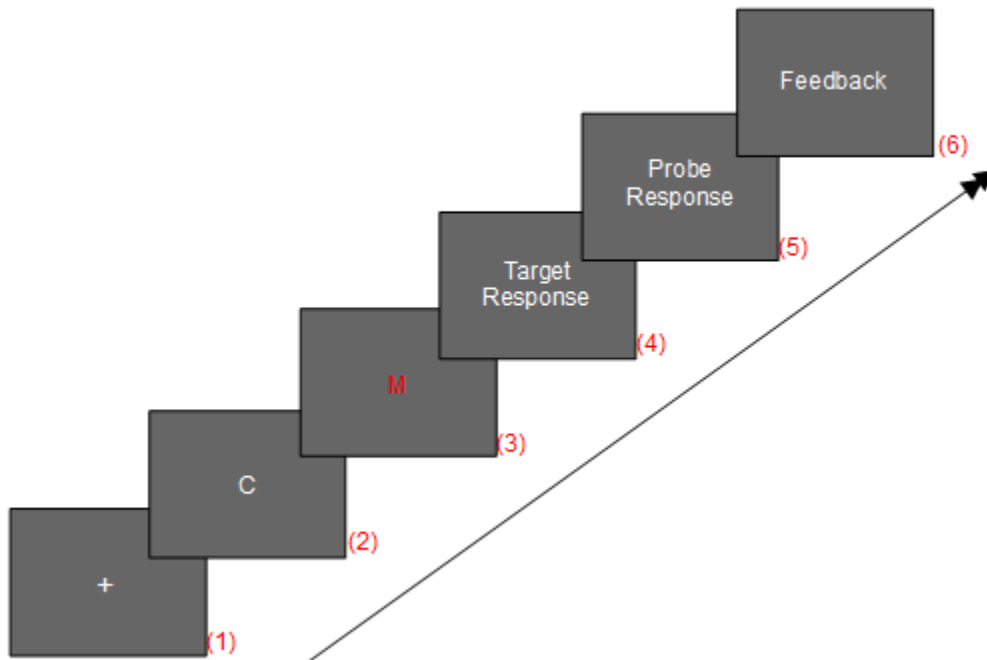 Feedback
(6)
Probe
Response
(5)
Target
Response
(4)
M
(3)
C
(2)
+
(1)